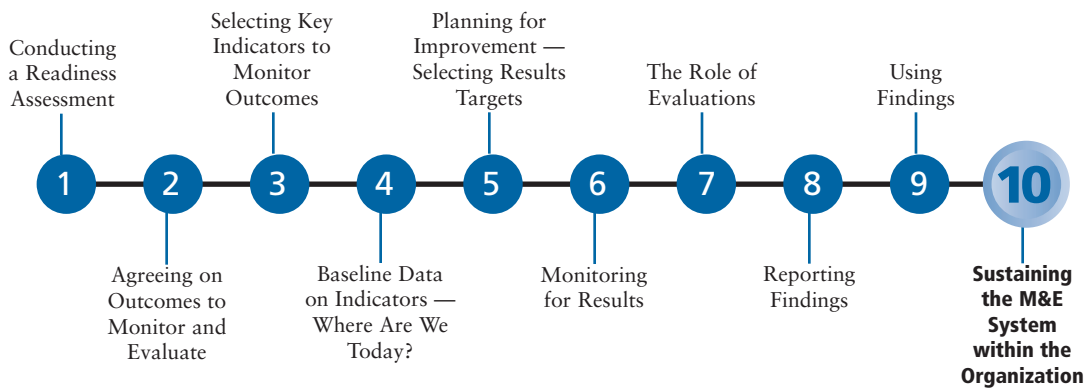 Conducting
a Readiness
Assessment
1
2
Agreeing on
Outcomes to
Monitor and
Evaluate
Selecting Key
Indicators to
Monitor
Outcomes
3
4
Baseline Data
on Indicators —
Where Are We
Today?
Planning for
Improvement —
Selecting Results
Targets
5
6
Monitoring
for Results
The Role of
Evaluations
7
8
Reporting
Findings
Using
Findings
9
10
Sustaining
the M&E
System
within the
Organization